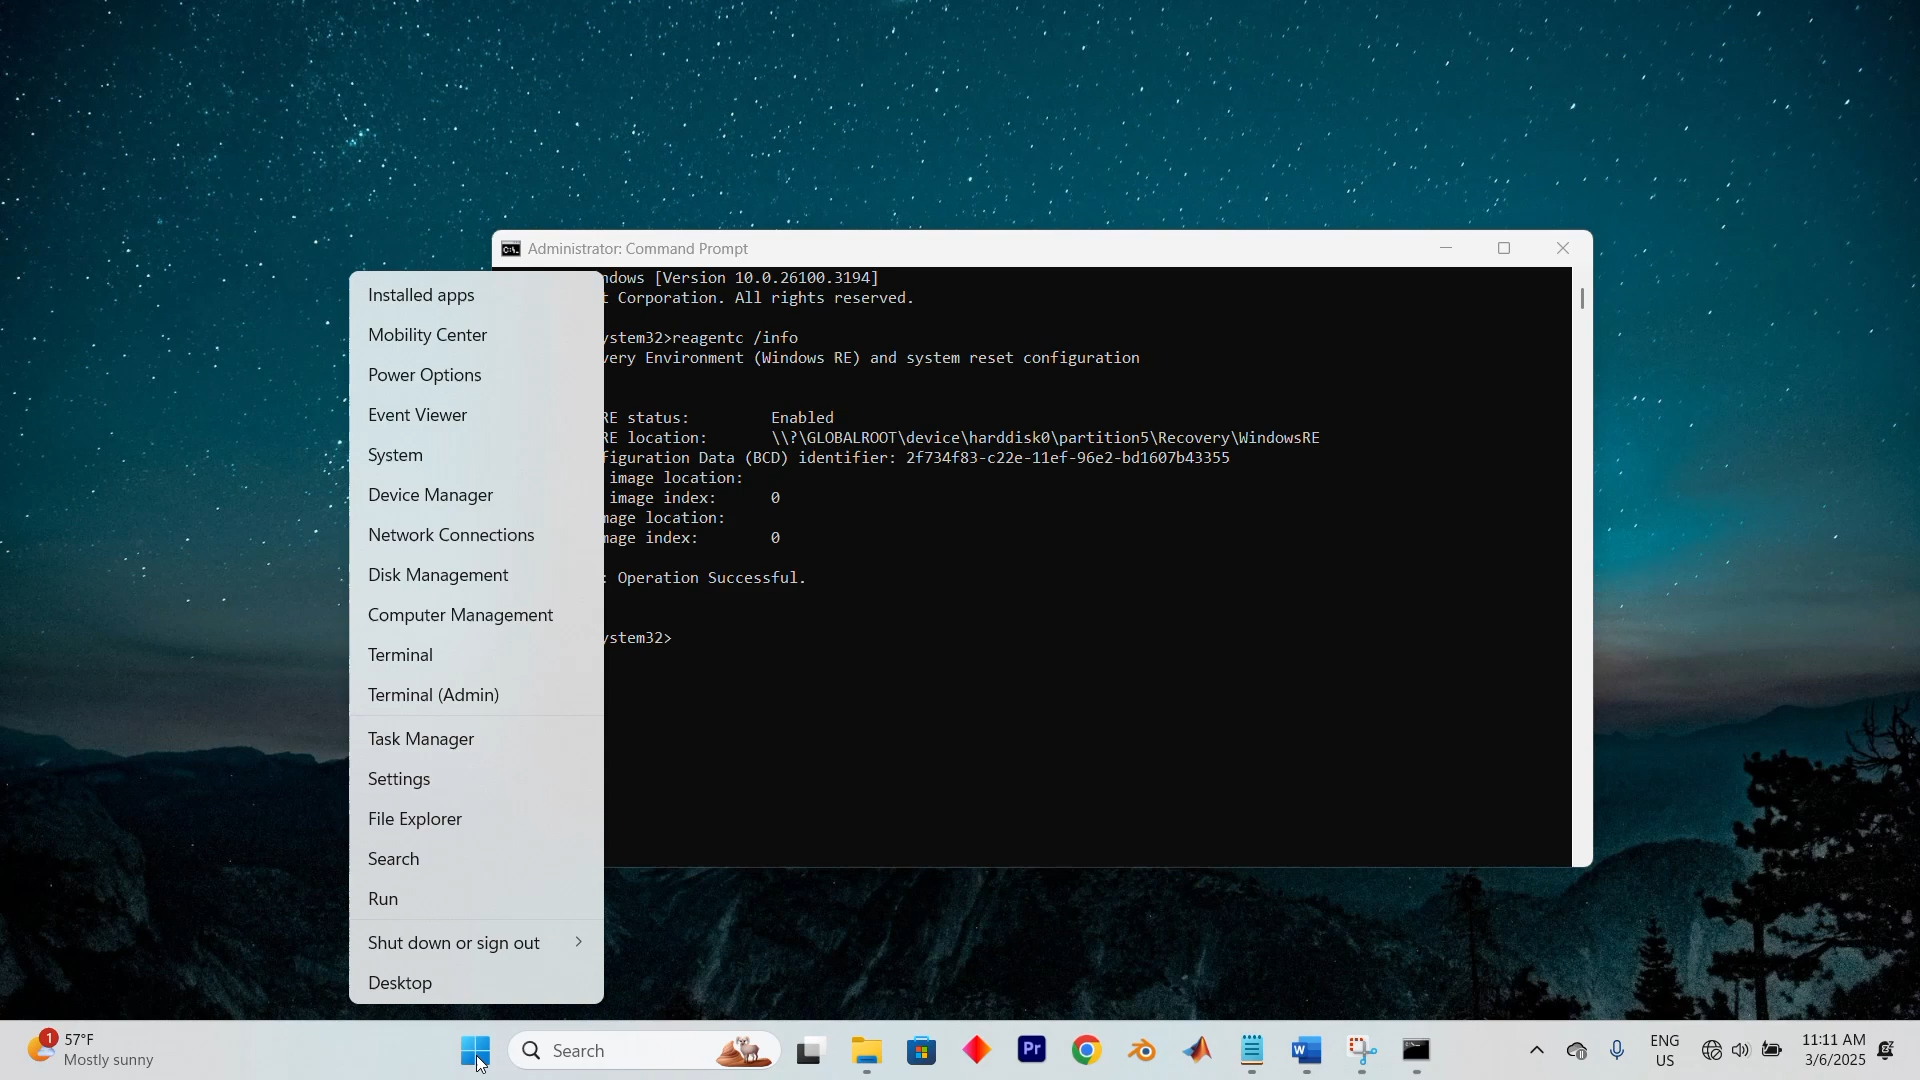 Administrator: Command Prompt
ndows [Version 10.0.26100.3194]
t Corporation. All rights reserved.
ystem32>reagentc /info
very Environment (Windows RE) and system reset configuration
RE status: Enabled
RE location: \\?\GLOBALROOT\device\harddisk0\partition5\Recovery\WindowsRE
figuration Data (BCD) identifier: 2f734f83-c22e-11ef-96e2-bd1607b43355
image location:
image index: 0
mage location:
mage index: 0
: Operation Successful.
ystem32>
Installed apps
Mobility Center
Power Options
Event Viewer
System
Device Manager
Network Connections
Disk Management
Computer Management
Terminal
Terminal (Admin)
Task Manager
Settings
File Explorer
Search
Run
Shut down or sign out
Desktop
1
57°F
Mostly sunny
Search
Pr
W
ENG
US
11:11 AM
3/6/2025